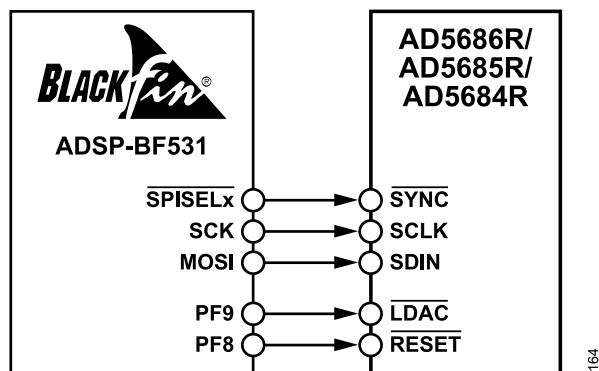 BLACKfin®
ADSP-BF531
AD5686R/
AD5685R/
AD5684R
SPISELx
SYNC
SCK
SCLK
MOSI
SDIN
PF9
LDAC
PF8
RESET
164